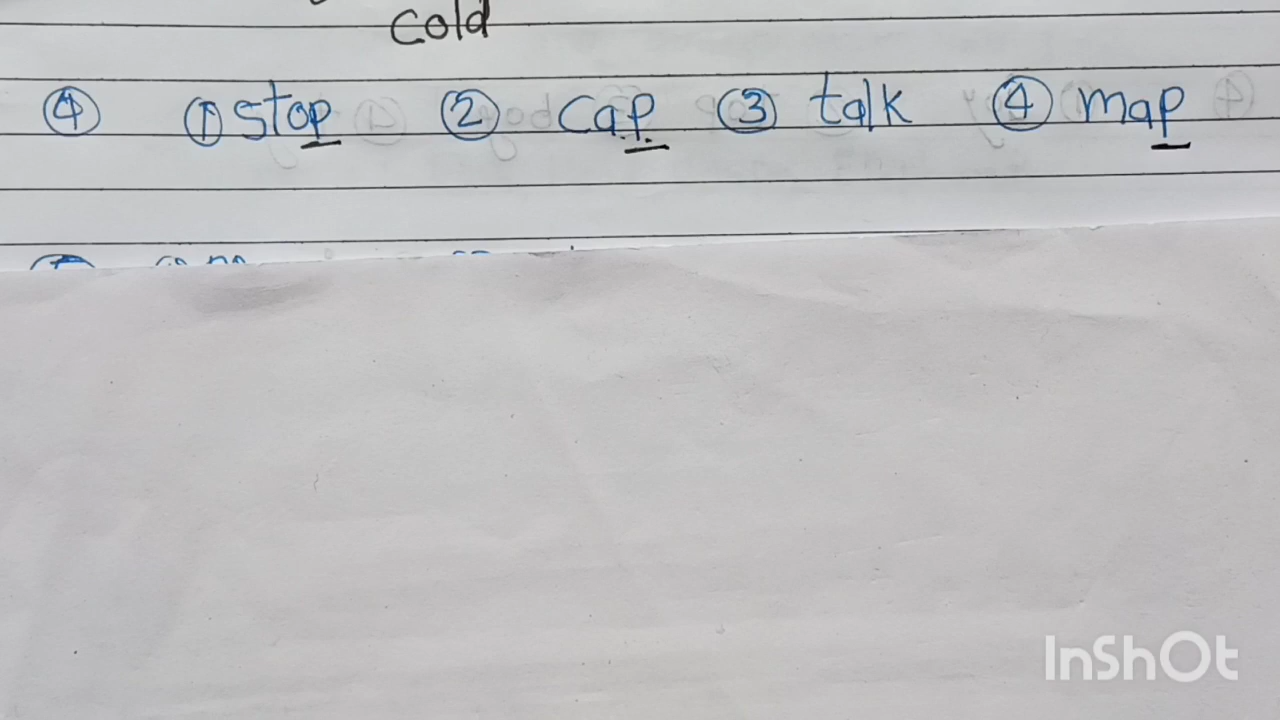 cold
④ ① stop ② cap ③ talk ④ map
InShOt